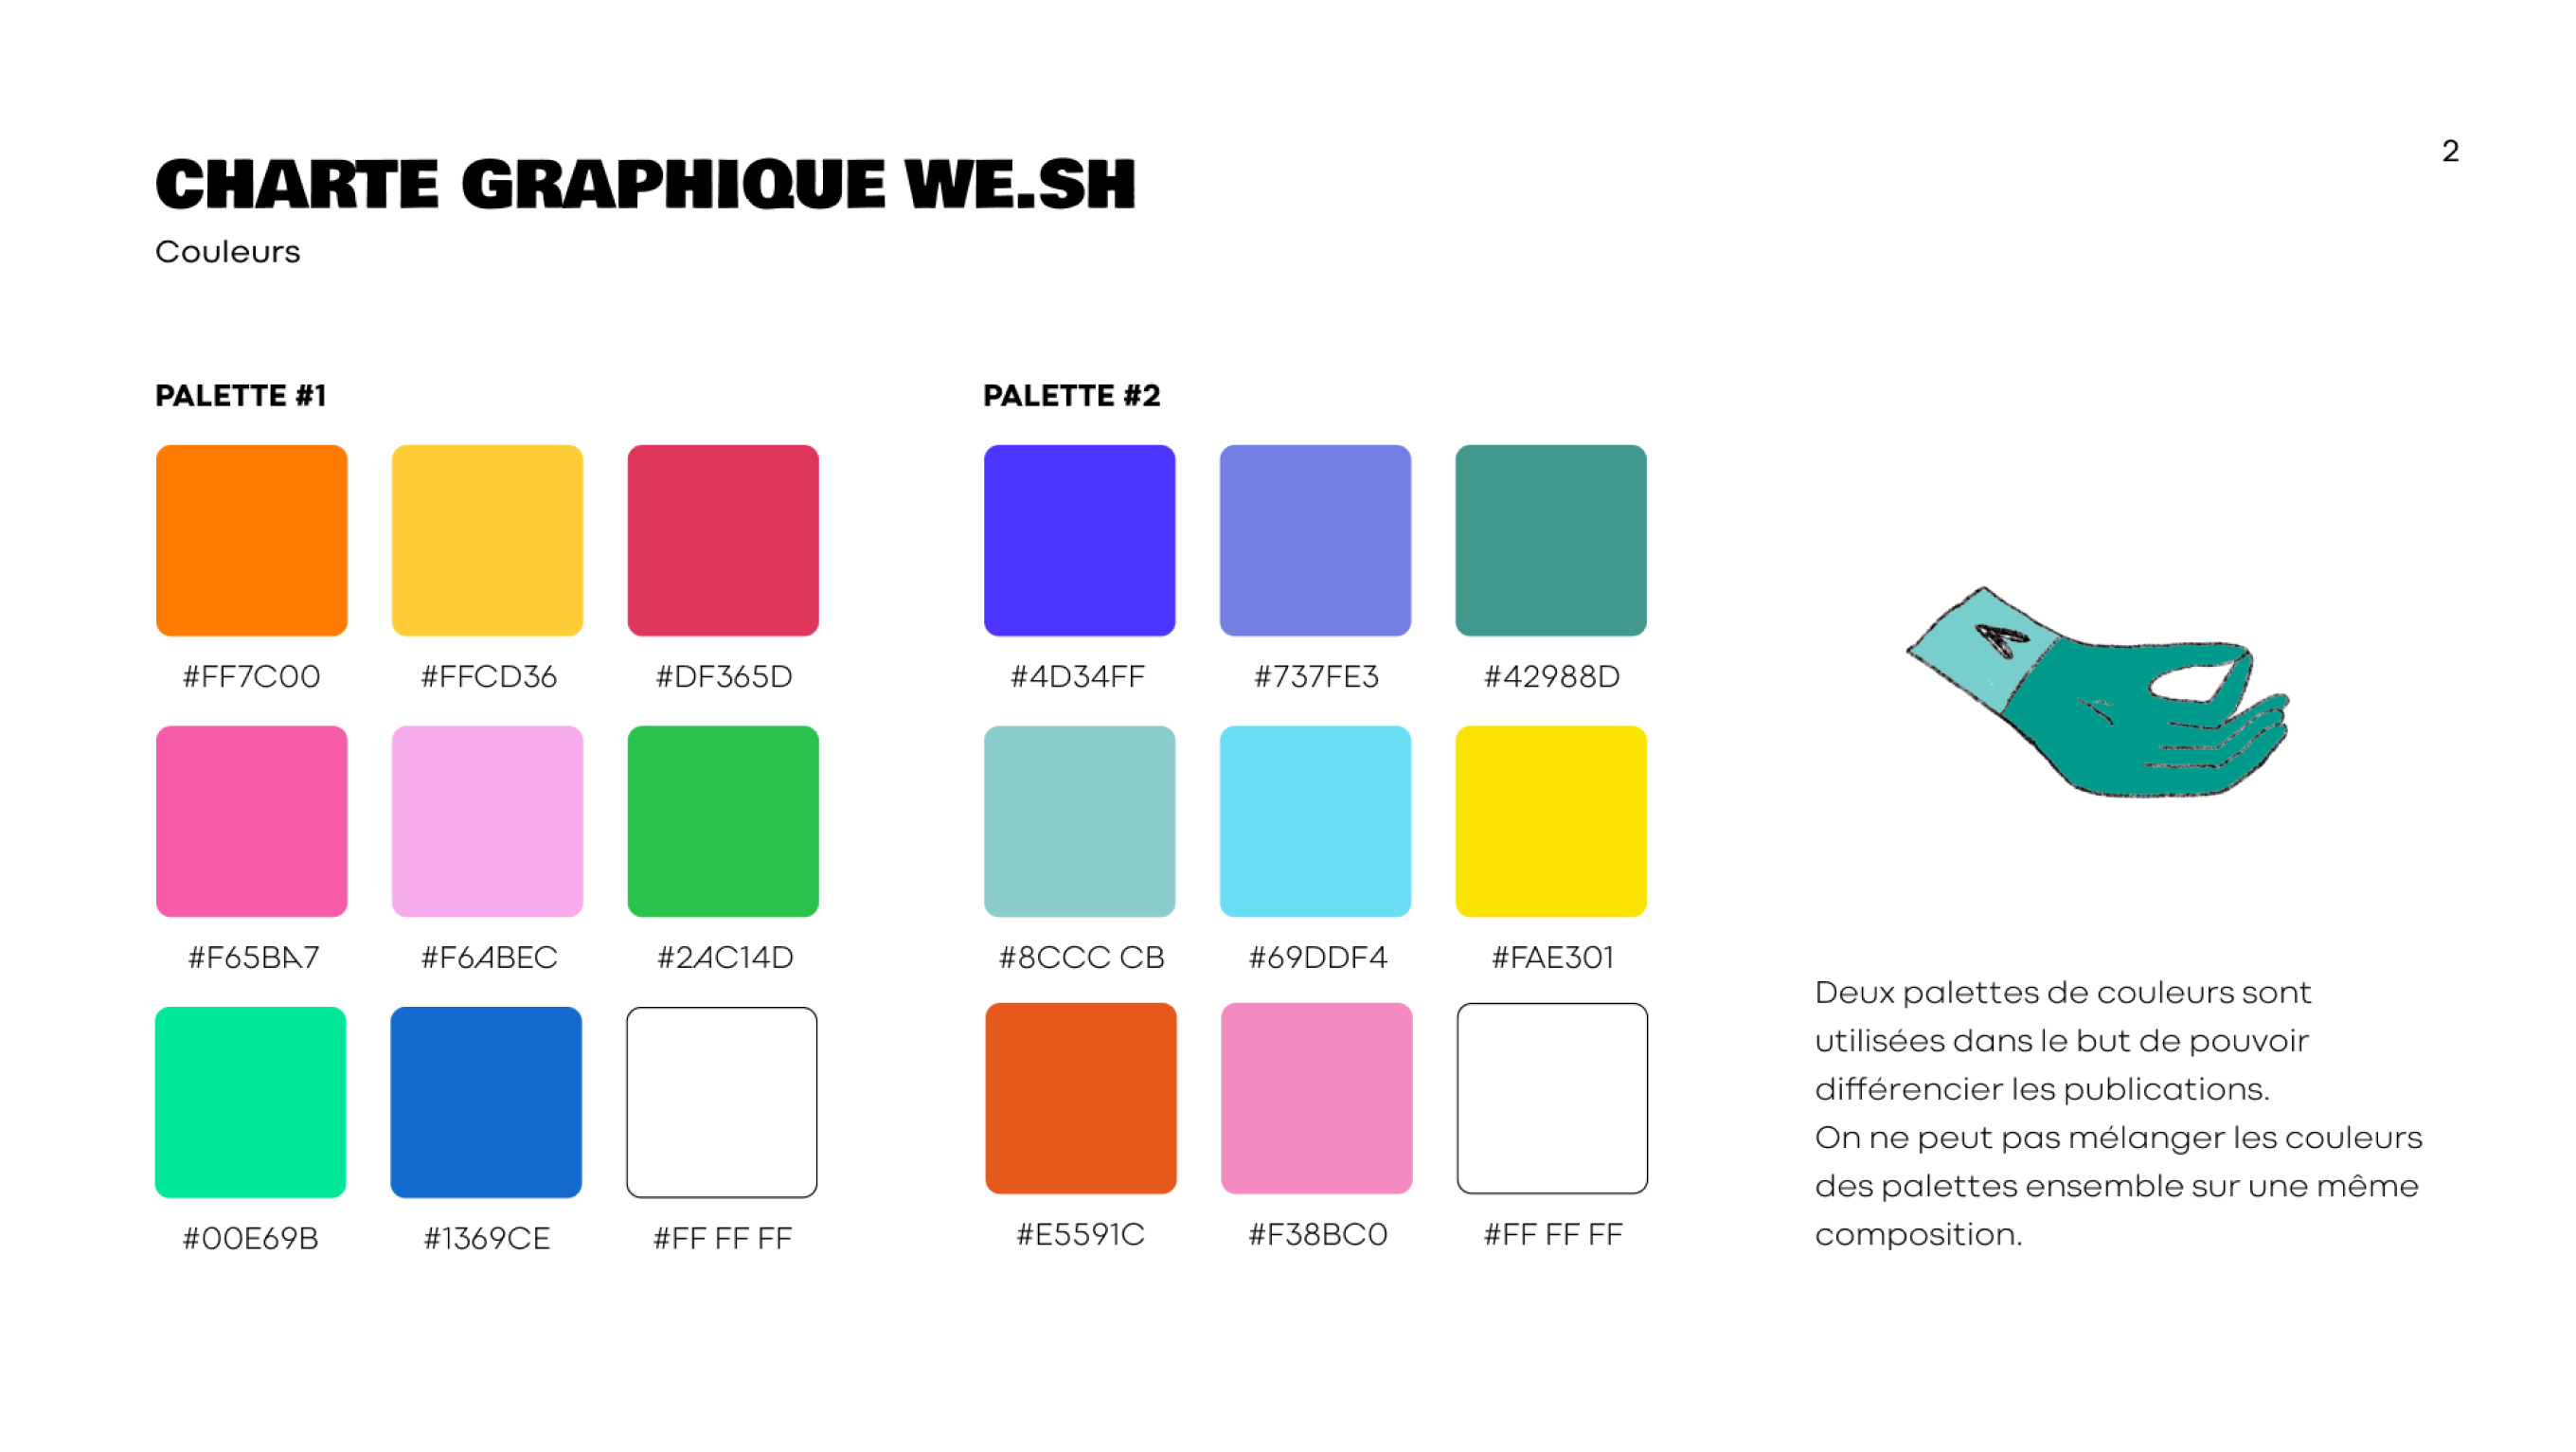 CHARTE GRAPHIQUE WE.SH
2
Couleurs
PALETTE #1
#FF7C00 #FFCD36 #DF365D
#F65BA7 #F6ABEC #2AC14D
#00E69B #1369CE #FF FF FF
PALETTE #2
#4D34FF #737FE3 #42988D
#8CCC CB #69DDF4 #FAE301
#E5591C #F38BC0 #FF FF FF
Deux palettes de couleurs sont
utilisées dans le but de pouvoir
différencier les publications.
On ne peut pas mélanger les couleurs
des palettes ensemble sur une même
composition.